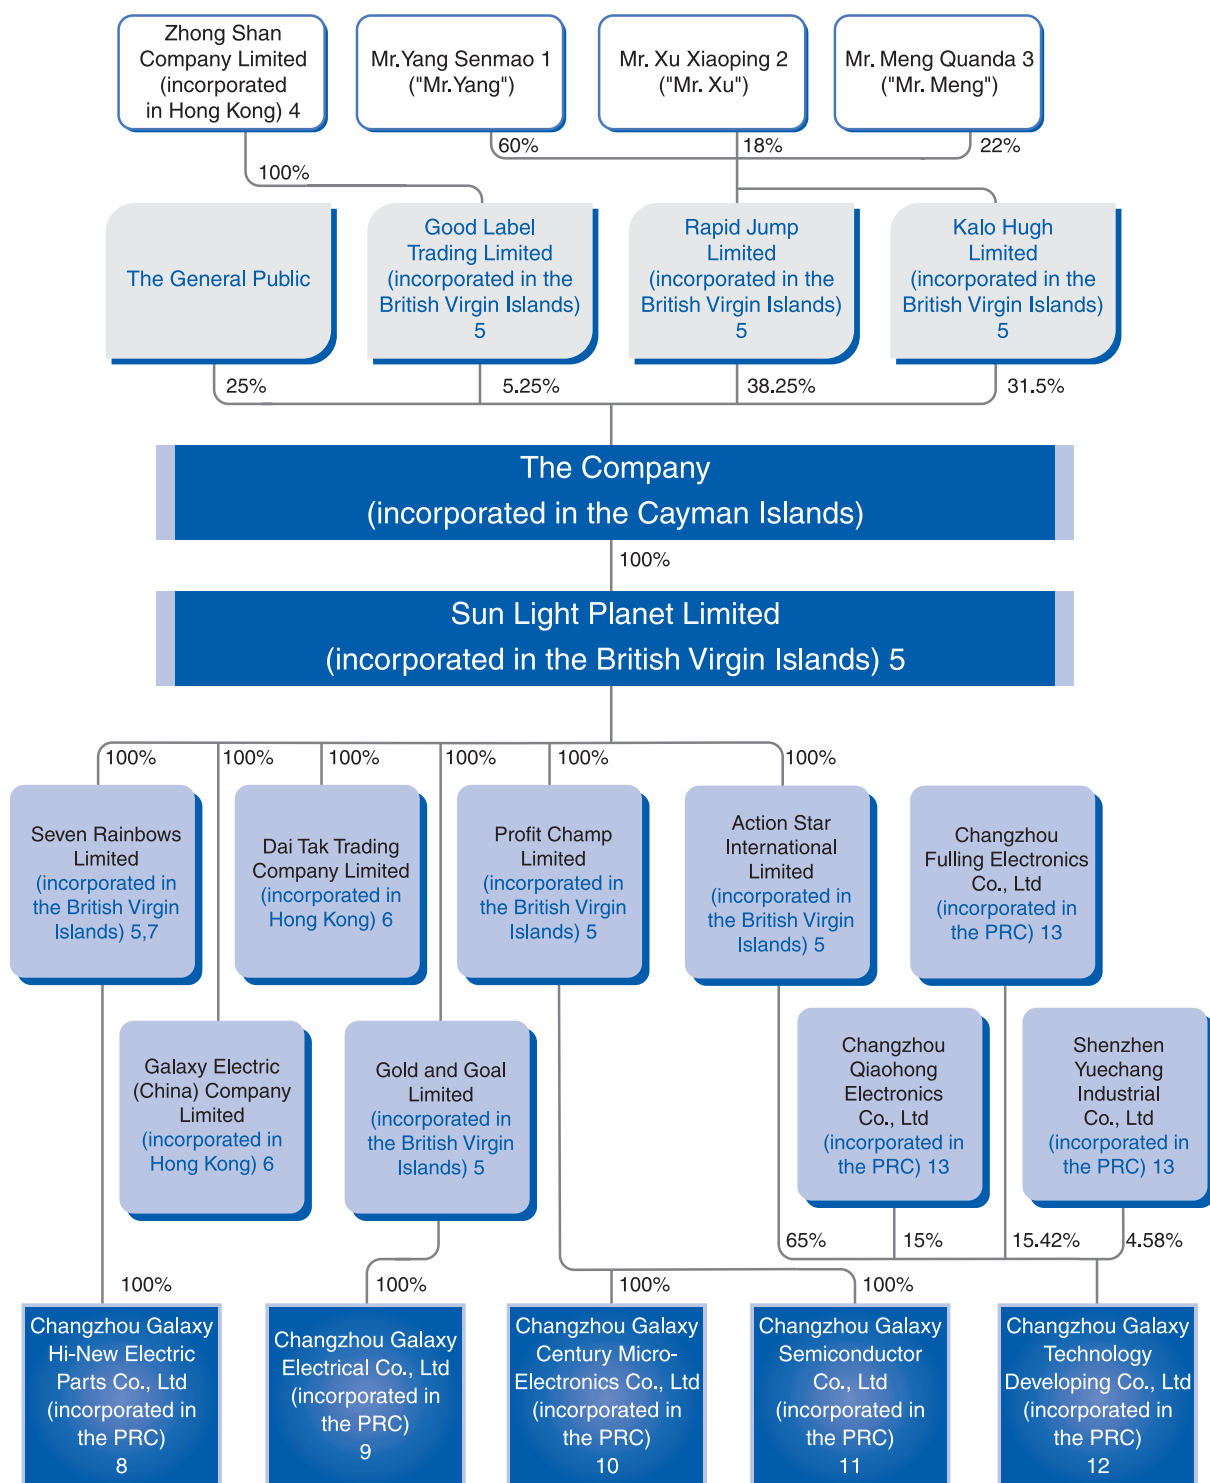 Zhong Shan
Company Limited
(incorporated
in Hong Kong) 4
Mr. Yang Senmao 1
("Mr. Yang")
Mr. Xu Xiaoping 2
("Mr. Xu")
Mr. Meng Quanda 3
("Mr. Meng")
60%
18%
22%
100%
The General Public
Good Label
Trading Limited
(incorporated in the
British Virgin Islands)
5
Rapid Jump
Limited
(incorporated in the
British Virgin Islands)
5
Kalo Hugh
Limited
(incorporated in the
British Virgin Islands)
5
25%
5.25%
38.25%
31.5%
The Company
(incorporated in the Cayman Islands)
100%
Sun Light Planet Limited
(incorporated in the British Virgin Islands) 5
100%
100%
100%
100%
100%
100%
Seven Rainbows
Limited
(incorporated in
the British Virgin
Islands) 5,7
Dai Tak Trading
Company Limited
(incorporated in
Hong Kong) 6
Profit Champ
Limited
(incorporated in
the British Virgin
Islands) 5
Action Star
International
Limited
(incorporated in
the British Virgin
Islands) 5
Changzhou
Fulling Electronics
Co., Ltd
(incorporated in
the PRC) 13
Galaxy Electric
(China) Company
Limited
(incorporated in
Hong Kong) 6
Gold and Goal
Limited
(incorporated in
the British Virgin
Islands) 5
Changzhou
Qiaohong
Electronics
Co., Ltd
(incorporated in
the PRC) 13
Shenzhen
Yuechang
Industrial
Co., Ltd
(incorporated in
the PRC) 13
65%
15%
15.42%
4.58%
100%
100%
100%
100%
Changzhou Galaxy
Hi-New Electric
Parts Co., Ltd
(incorporated in
the PRC)
8
Changzhou Galaxy
Electrical Co., Ltd
(incorporated in
the PRC)
9
Changzhou Galaxy
Century Micro-
Electronics Co., Ltd
(incorporated in
the PRC)
10
Changzhou Galaxy
Semiconductor
Co., Ltd
(incorporated in
the PRC)
11
Changzhou Galaxy
Technology
Developing Co., Ltd
(incorporated in
the PRC)
12